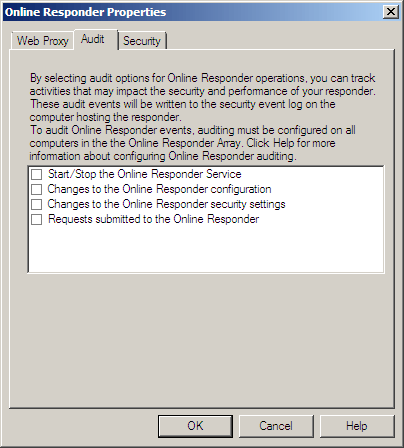 Online Responder Properties
Web Proxy Audit Security
By selecting audit options for Online Responder operations, you can track
activities that may impact the security and perfomance of your responder.
These audit events will be written to the security event log on the
computer hosting the responder.
To audit Online Responder events, auditing must be configured on all
computers in the the Online Responder Array. Click Help for more
information about configuring Online Responder auditing.
Start/Stop the Online Responder Service
Changes to the Online Responder configuration
Changes to the Online Responder security settings
Requests submitted to the Online Responder
OK Cancel Help